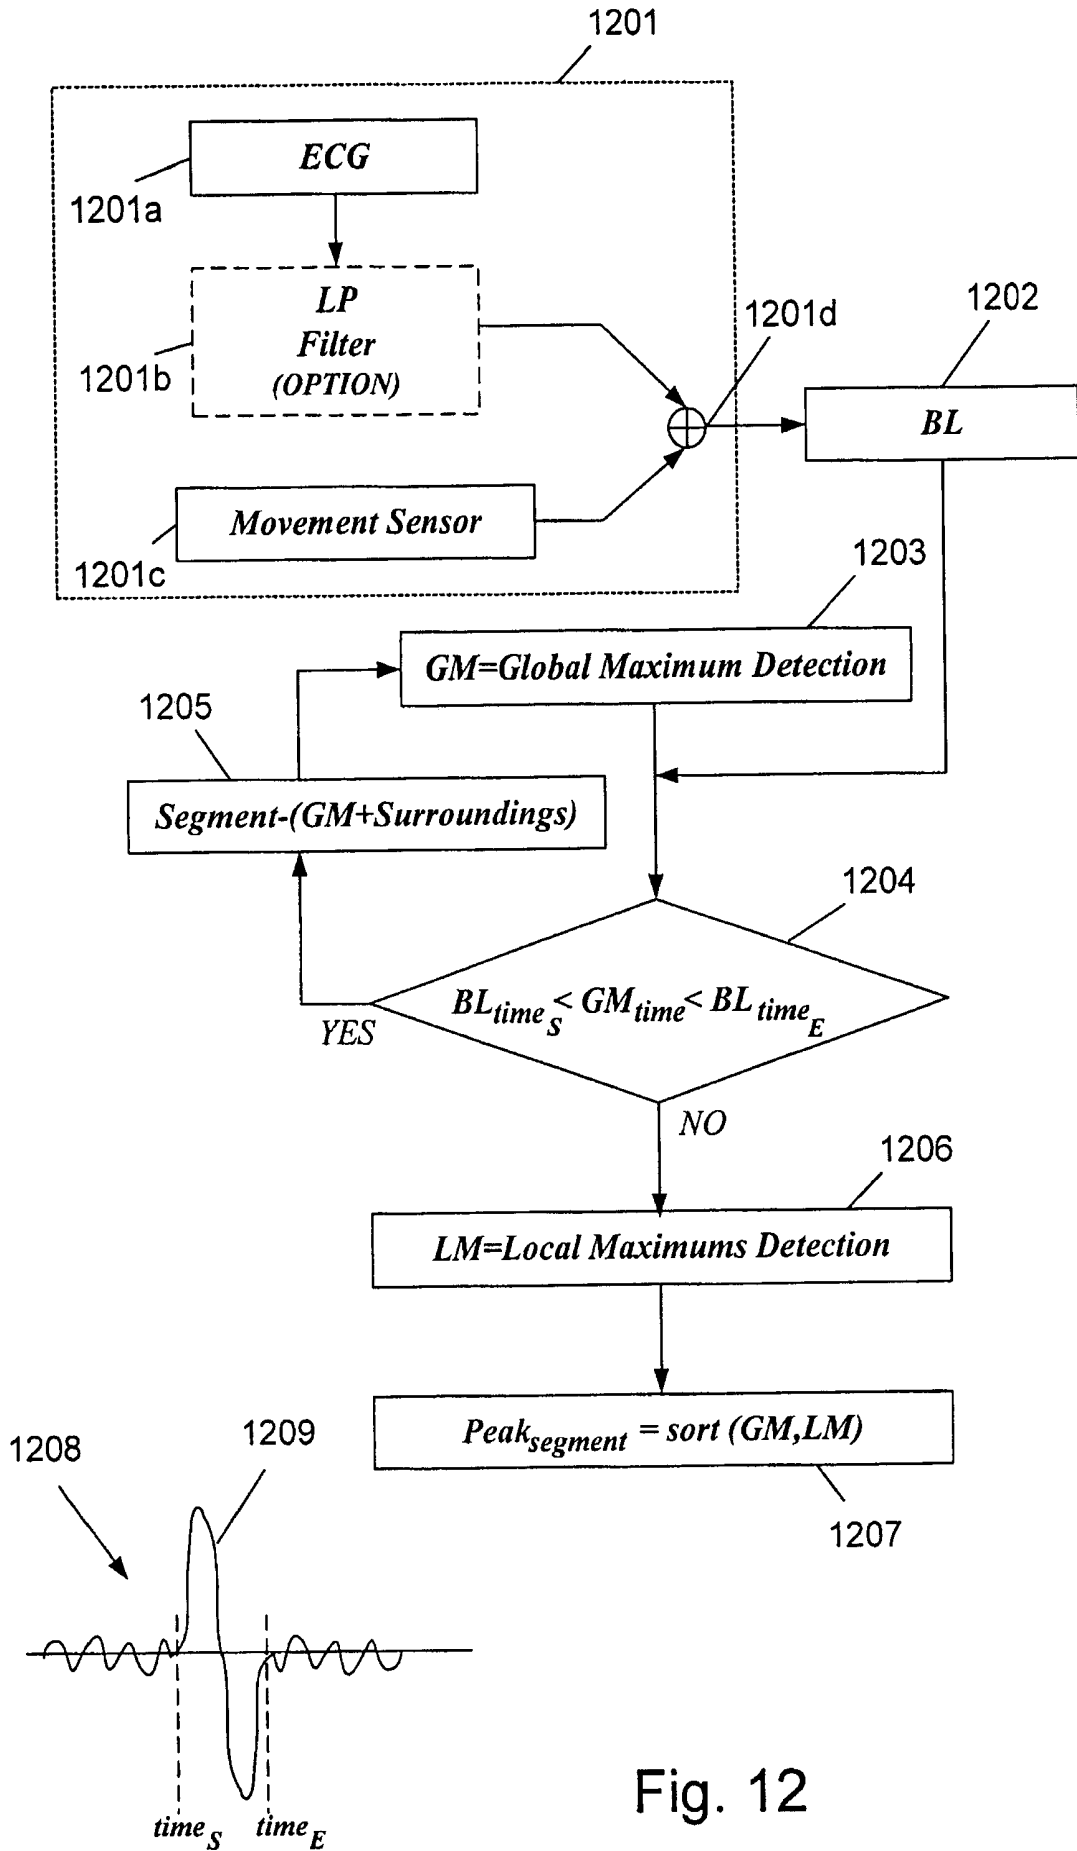 1201
ECG
1201a
LP
Filter
(OPTION)
1201b
1201d
1202
BL
Movement Sensor
1201c
1203
GM=Global Maximum Detection
1205
Segment-(GM+Surroundings)
1204
BLtimeS < GMtime < BLtimeE
YES
NO
1206
LM=Local Maximums Detection
Peaksegment = sort (GM,LM)
1207
1208
1209
timeS timeE
Fig. 12